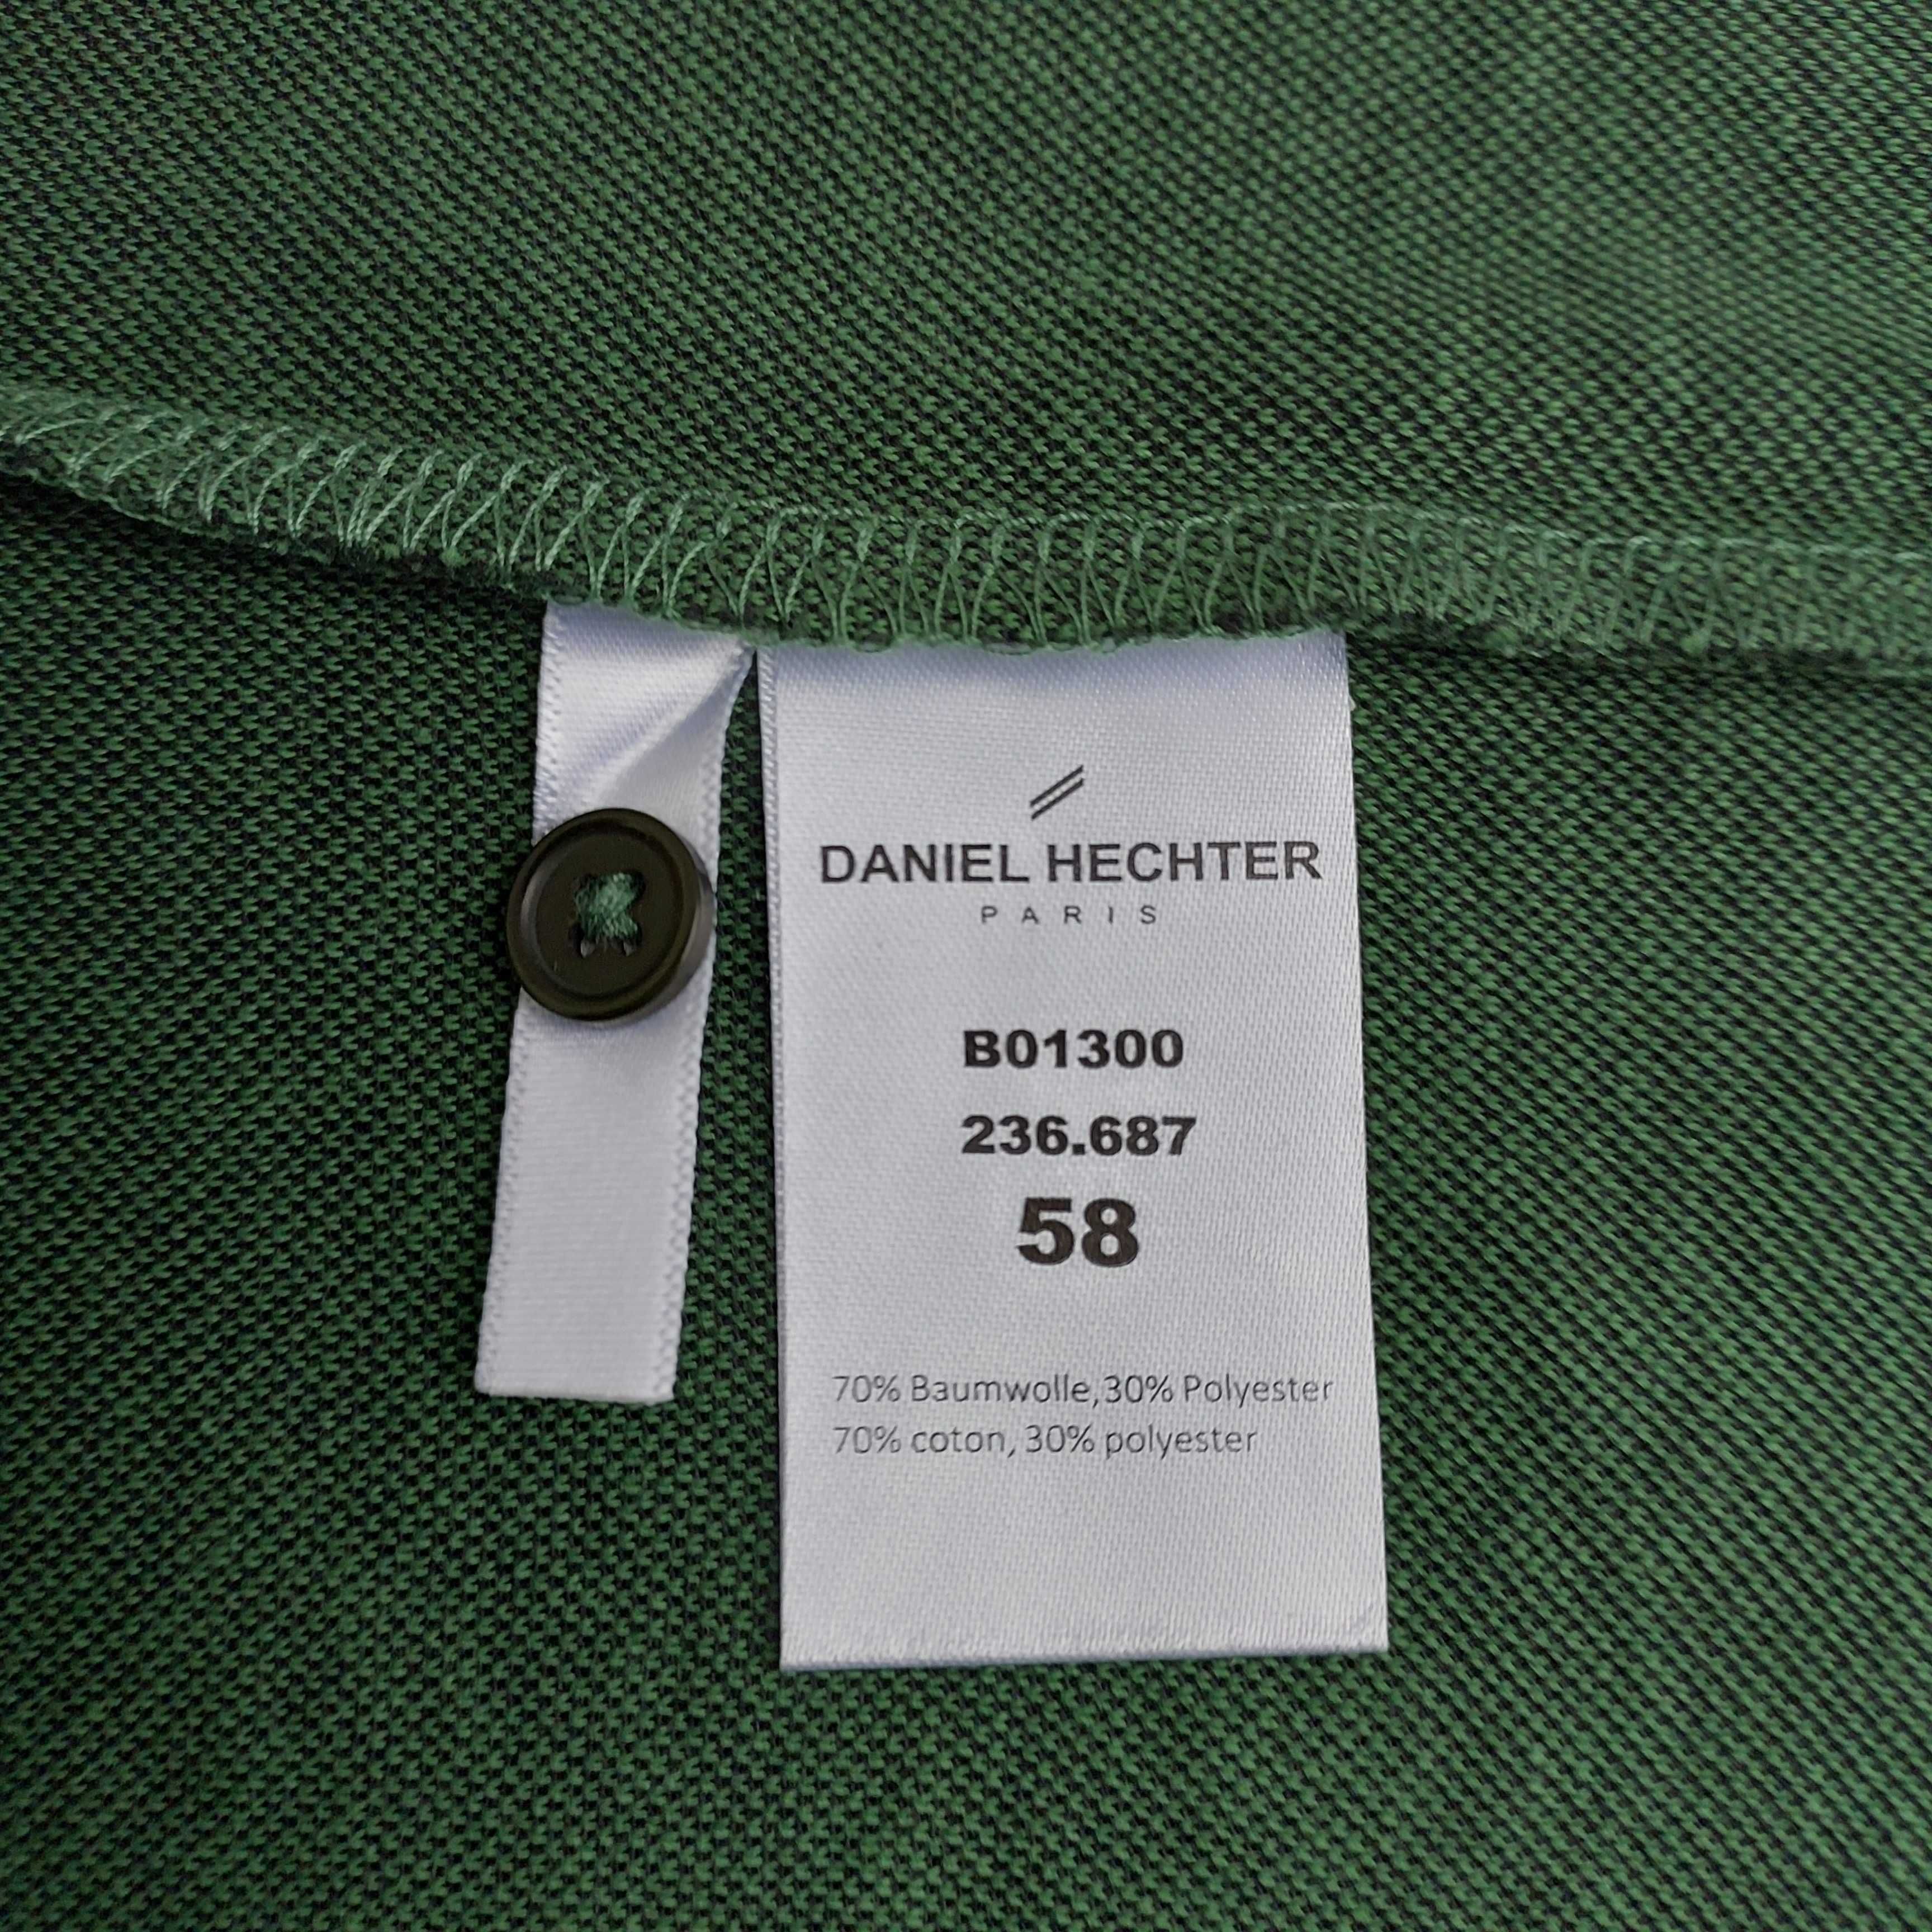 DANIEL HECHTER
PARIS
B01300
236.687
58
70% Baumwolle,30% Polyester
70% coton, 30% polyester